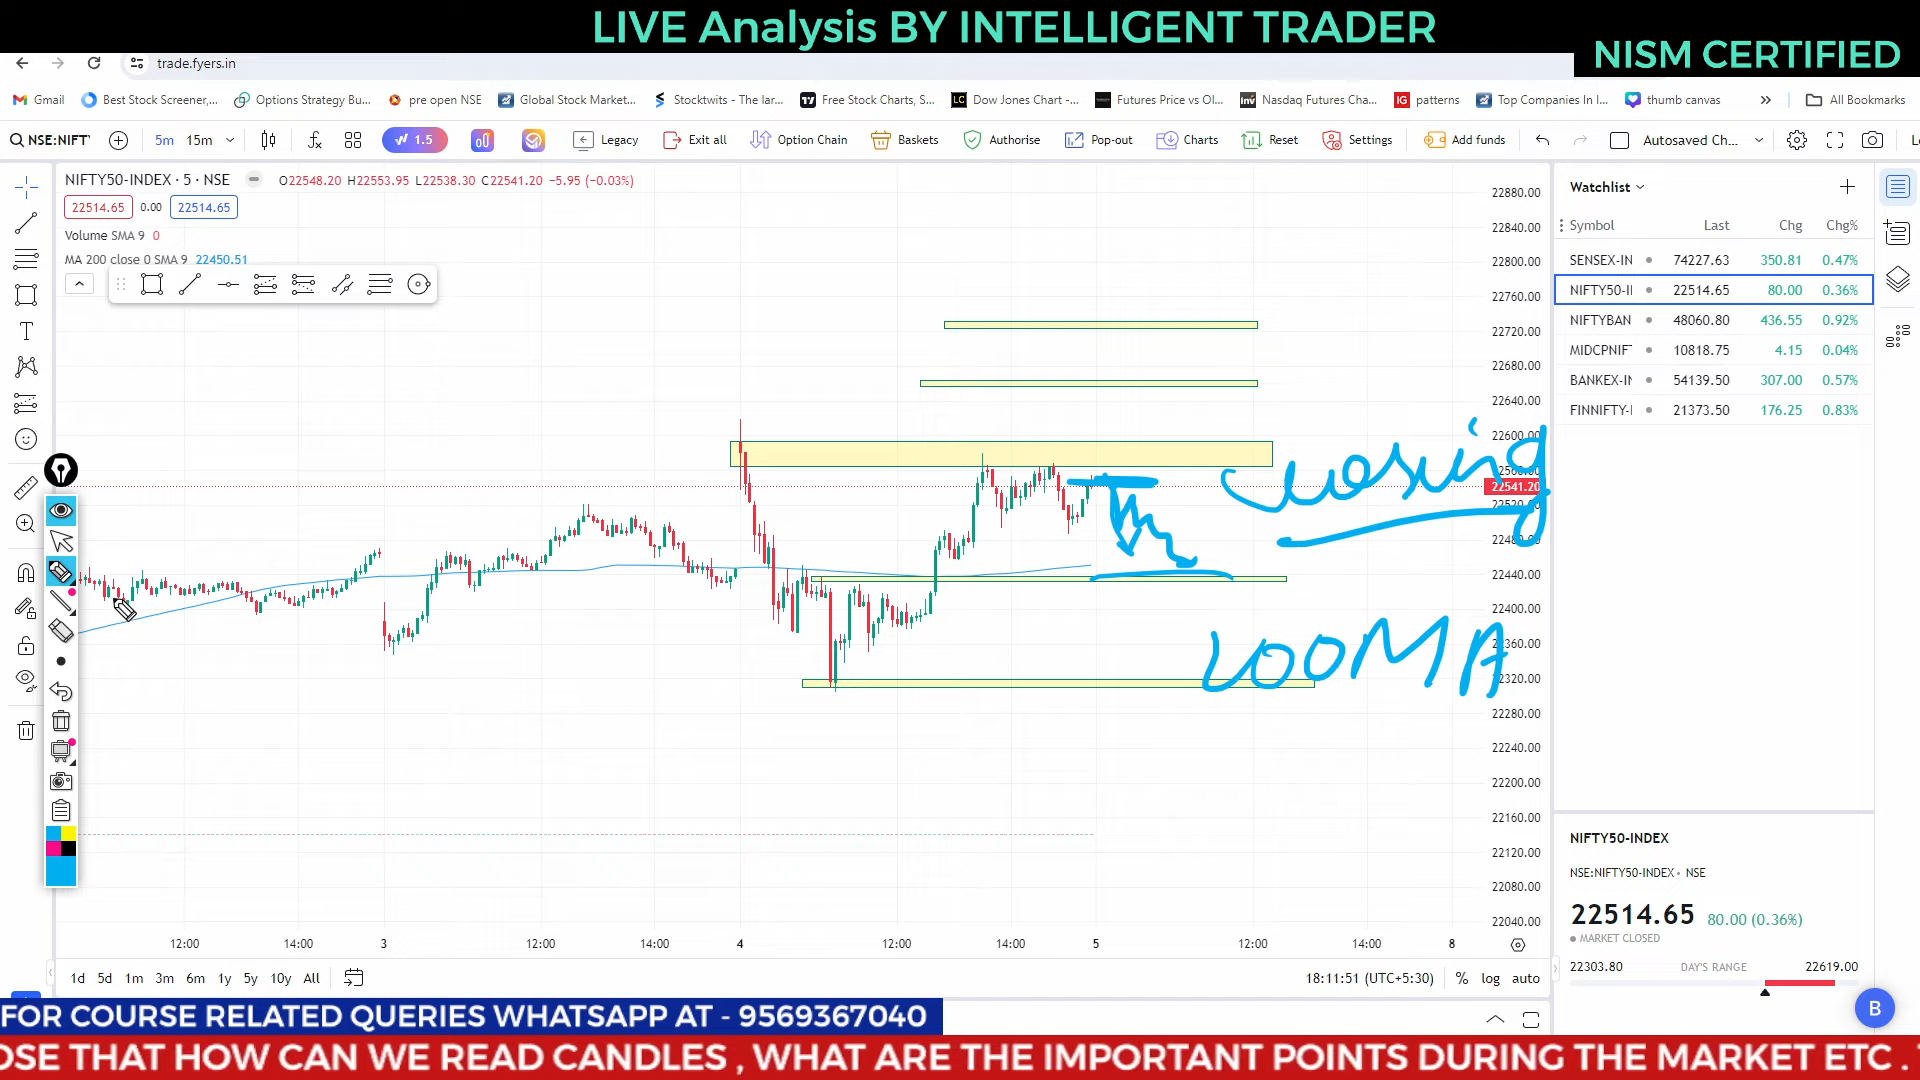 LIVE Analysis BY INTELLIGENT TRADER
NISM CERTIFIED
trade.fyers.in
Gmail Best Stock Screener,... Options Strategy Bu... pre open NSE Global Stock Market... Stocktwits - The lar... Free Stock Charts, S... Dow Jones Chart -... Futures Price vs Ol... Nasdaq Futures Cha... patterns Top Companies In I... thumb canvas All Bookmarks
NSE:NIFTY 5m 15m 1.5 Legacy Exit all Option Chain Baskets Authorise Pop-out Charts Reset Settings Add funds Autosaved Ch...
NIFTY50-INDEX · 5 · NSE O22548.20 H22553.95 L22538.30 C22541.20 −5.95 (−0.03%)
22514.65 0.00 22514.65
Volume SMA 9 0
MA 200 close 0 SMA 9 22450.51
22880.00
22840.00
22800.00
22760.00
22720.00
22680.00
22640.00
22600.00
closing
22541.20
22440.00
22400.00
22360.00
200MA
22320.00
22280.00
22240.00
22200.00
22160.00
22120.00
22080.00
22040.00
12:00 14:00 3 12:00 14:00 4 12:00 14:00 5 12:00 14:00 8
1d 5d 1m 3m 6m 1y 5y 10y All 18:11:51 (UTC+5:30) % log auto
Watchlist
Symbol Last Chg Chg%
SENSEX-IN 74227.63 350.81 0.47%
NIFTY50-I 22514.65 80.00 0.36%
NIFTYBAN 48060.80 436.55 0.92%
MIDCPNIF 10818.75 4.15 0.04%
BANKEX-IN 54139.50 307.00 0.57%
FINNIFTY-I 21373.50 176.25 0.83%
NIFTY50-INDEX
NSE:NIFTY50-INDEX · NSE
22514.65 80.00 (0.36%)
MARKET CLOSED
22303.80 DAY'S RANGE 22619.00
B
FOR COURSE RELATED QUERIES WHATSAPP AT - 9569367040
OSE THAT HOW CAN WE READ CANDLES , WHAT ARE THE IMPORTANT POINTS DURING THE MARKET ETC .